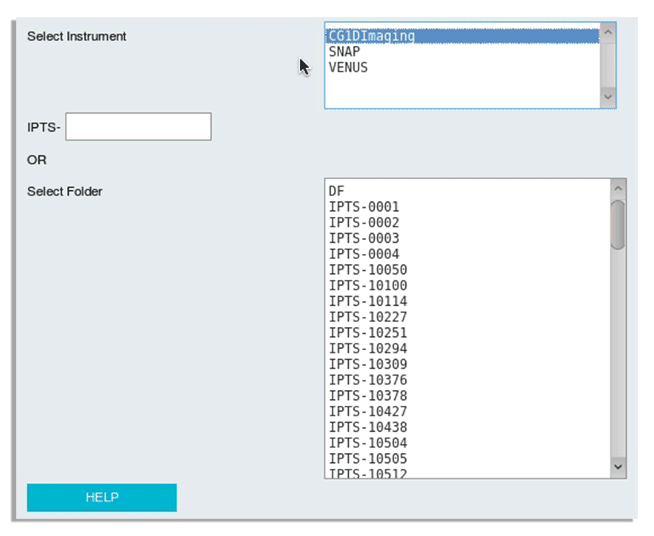 Select Instrument
CG1DImaging
SNAP
VENUS
IPTS-
OR
Select Folder
DF
IPTS-0001
IPTS-0002
IPTS-0003
IPTS-0004
IPTS-10050
IPTS-10100
IPTS-10114
IPTS-10227
IPTS-10251
IPTS-10294
IPTS-10309
IPTS-10376
IPTS-10378
IPTS-10427
IPTS-10438
IPTS-10504
IPTS-10505
IPTS-10512
HELP